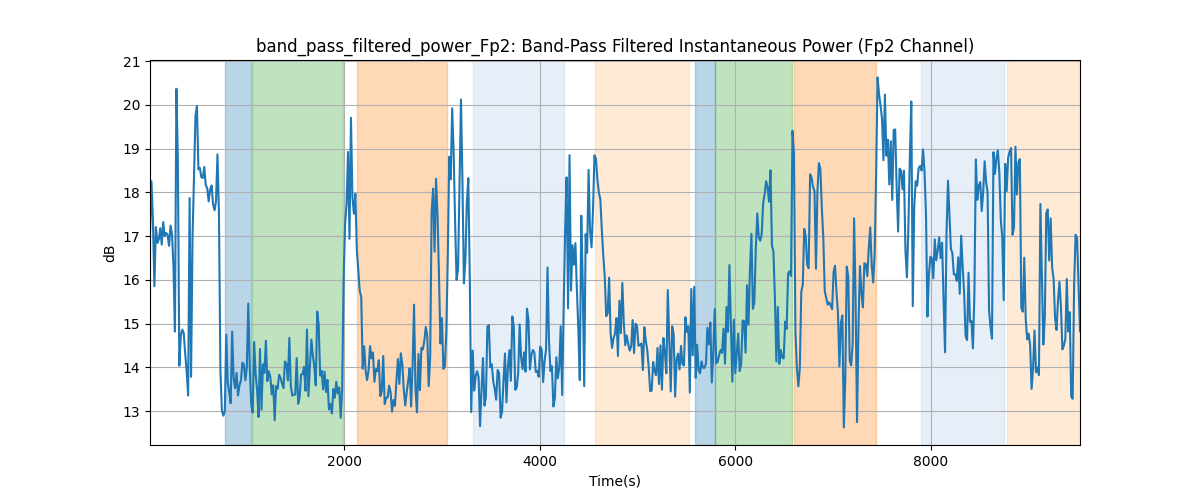 band_pass_filtered_power_Fp2: Band-Pass Filtered Instantaneous Power (Fp2 Channel)
21
20
19
18
17
16
15
14
13
dB
2000 4000 6000 8000
Time(s)